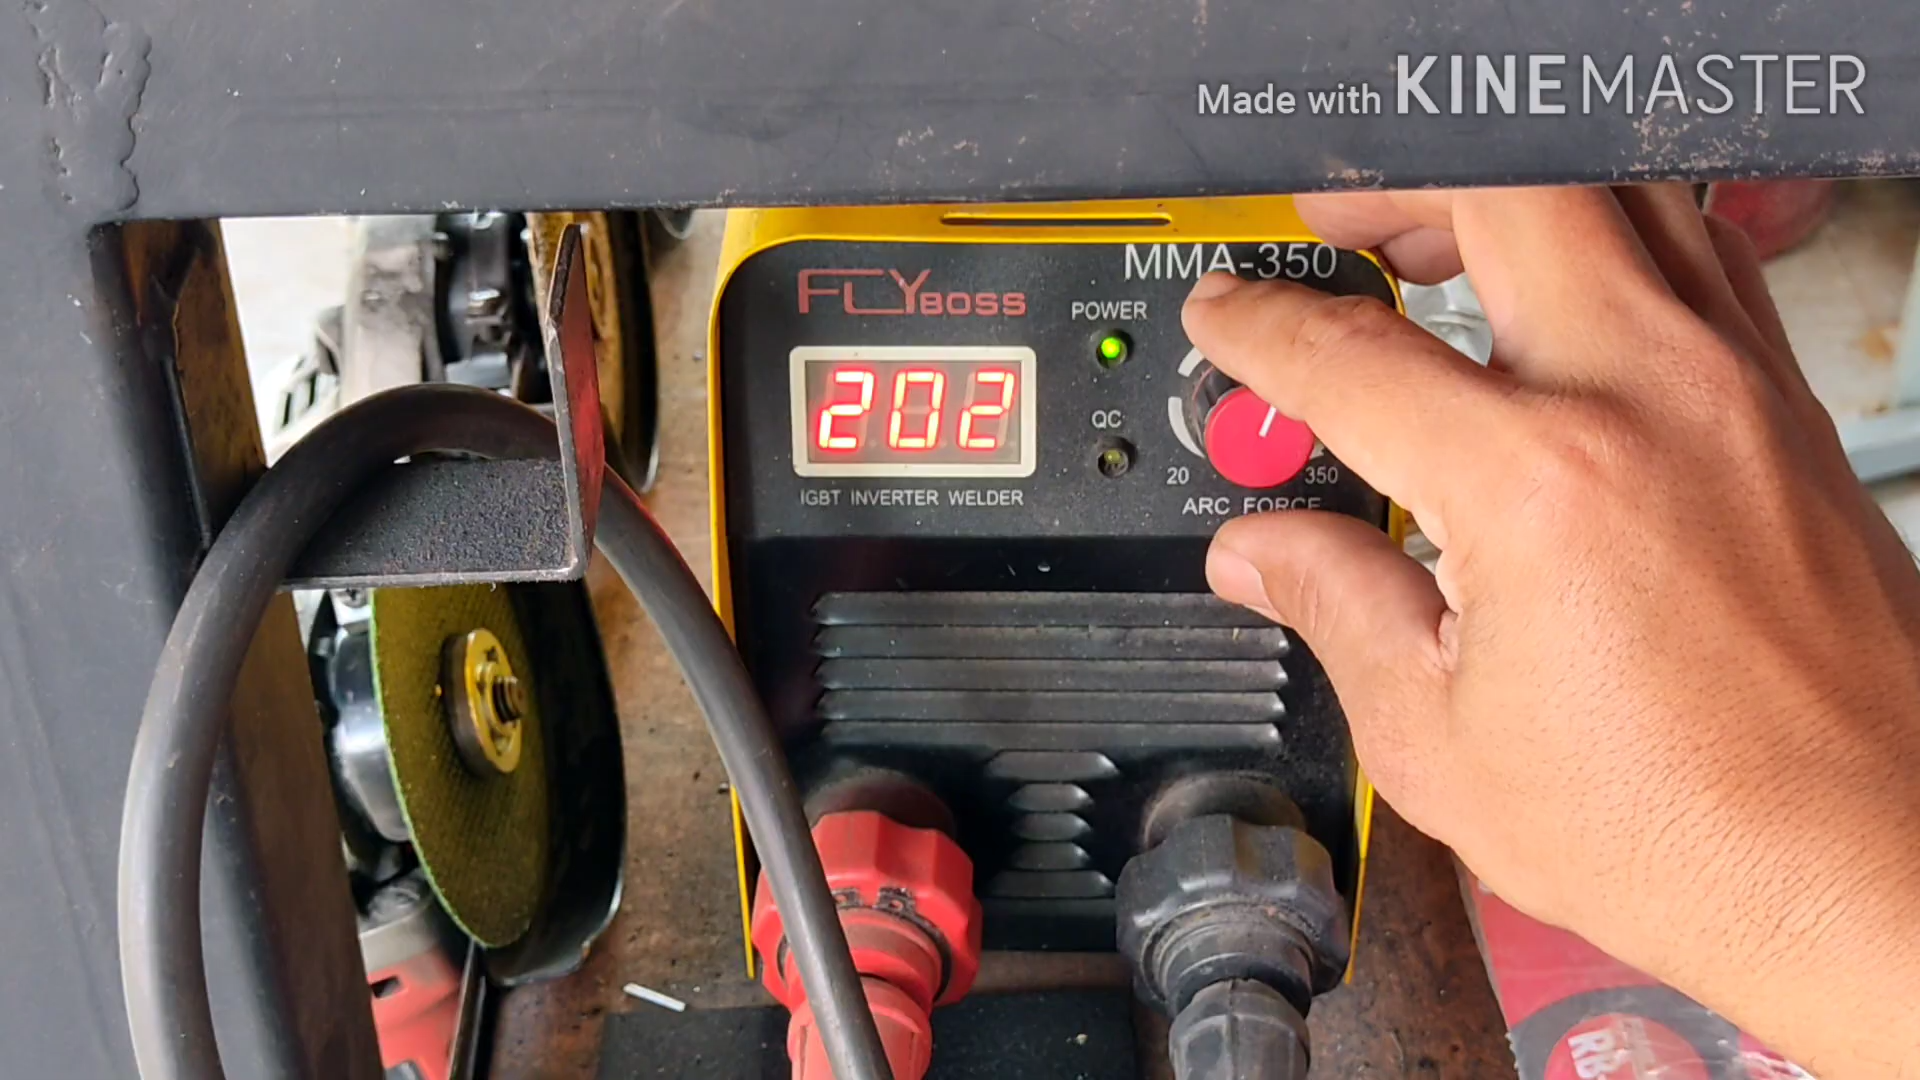 Made with KINEMASTER
MMA-350
FLYBOSS
POWER
202
QC
20
350
IGBT INVERTER WELDER
ARC FORCE